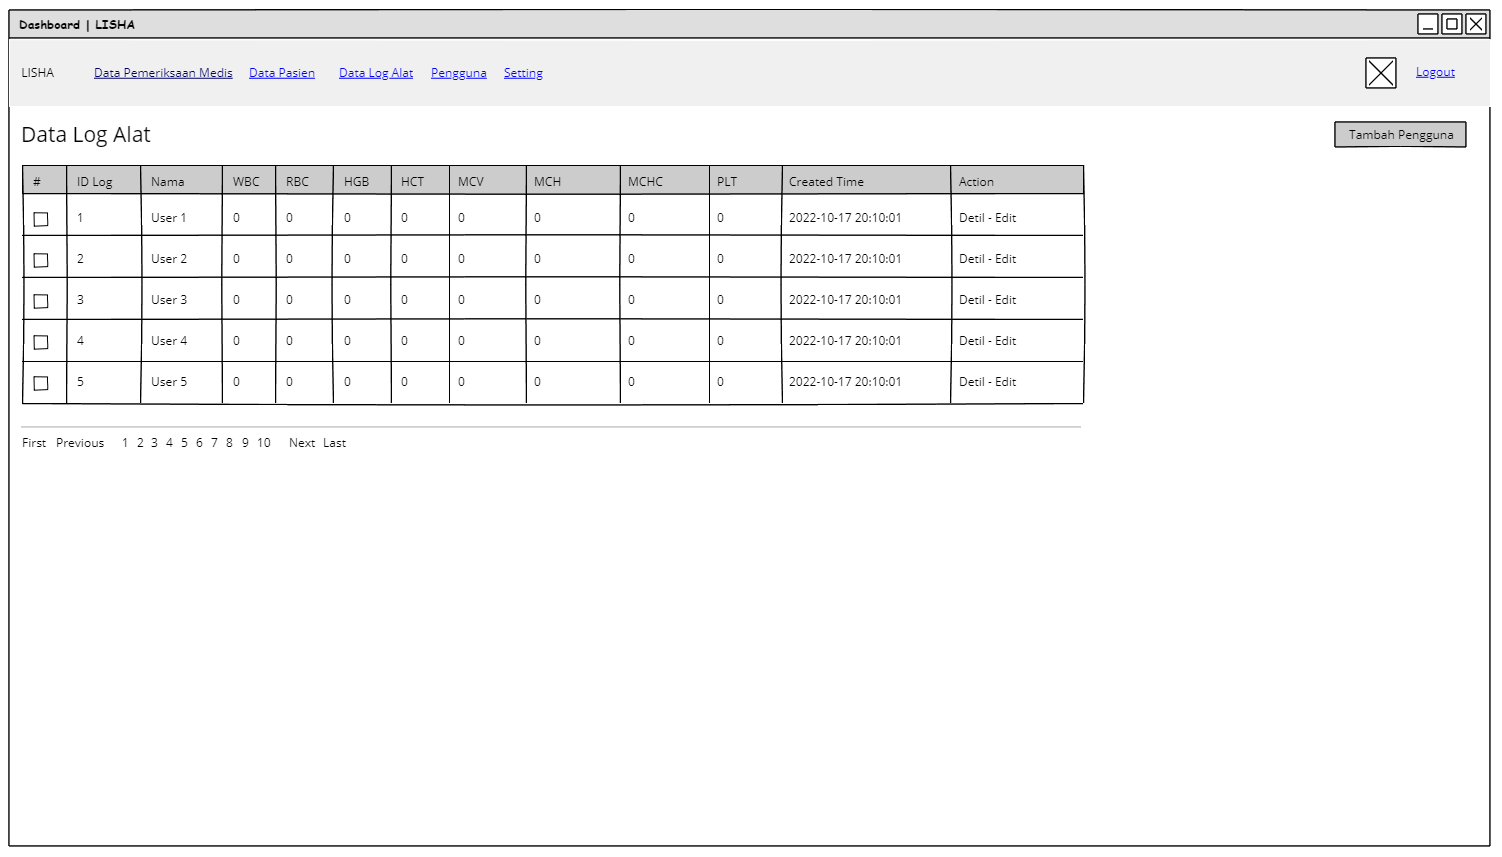 Dashboard | LISHA
LISHA Data Pemeriksaan Medis Data Pasien Data Log Alat Pengguna Setting Logout
Data Log Alat Tambah Pengguna
# ID Log Nama WBC RBC HGB HCT MCV MCH MCHC PLT Created Time Action
1 User 1 0 0 0 0 0 0 0 0 2022-10-17 20:10:01 Detil - Edit
2 User 2 0 0 0 0 0 0 0 0 2022-10-17 20:10:01 Detil - Edit
3 User 3 0 0 0 0 0 0 0 0 2022-10-17 20:10:01 Detil - Edit
4 User 4 0 0 0 0 0 0 0 0 2022-10-17 20:10:01 Detil - Edit
5 User 5 0 0 0 0 0 0 0 0 2022-10-17 20:10:01 Detil - Edit
First Previous 1 2 3 4 5 6 7 8 9 10 Next Last